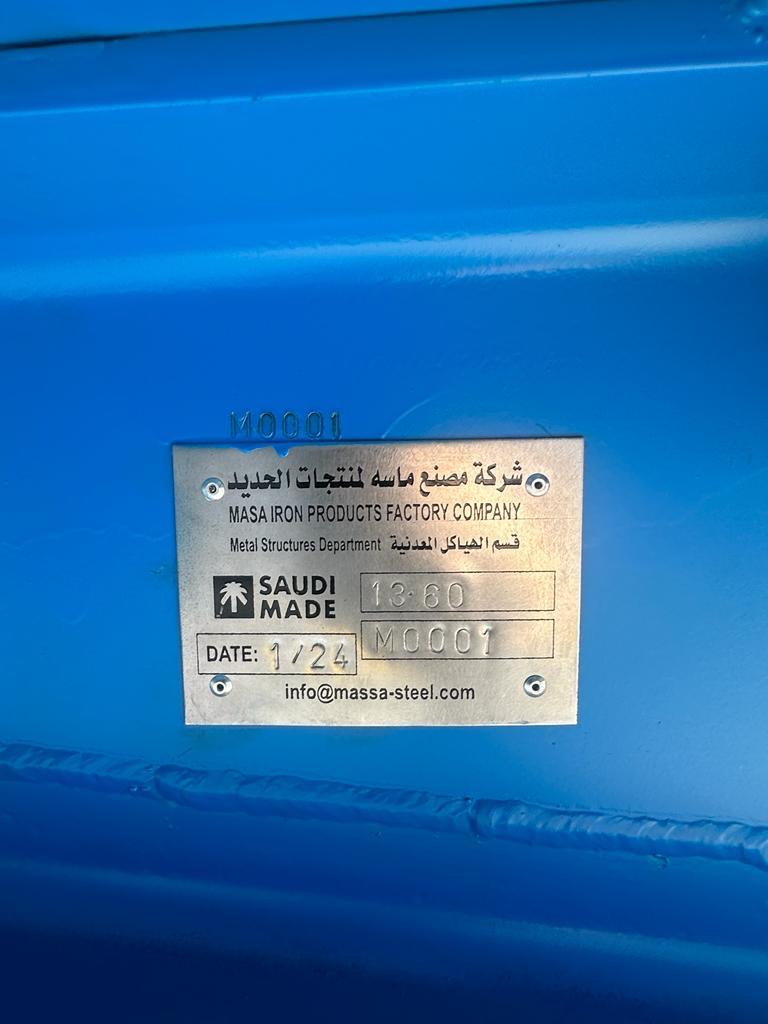 M0001
شركة مصنع ماسه لمنتجات الحديد
MASA IRON PRODUCTS FACTORY COMPANY
Metal Structures Department قسم الهياكل المعدنية
SAUDI
MADE
13.60
M0001
DATE: 1/24
info@massa-steel.com